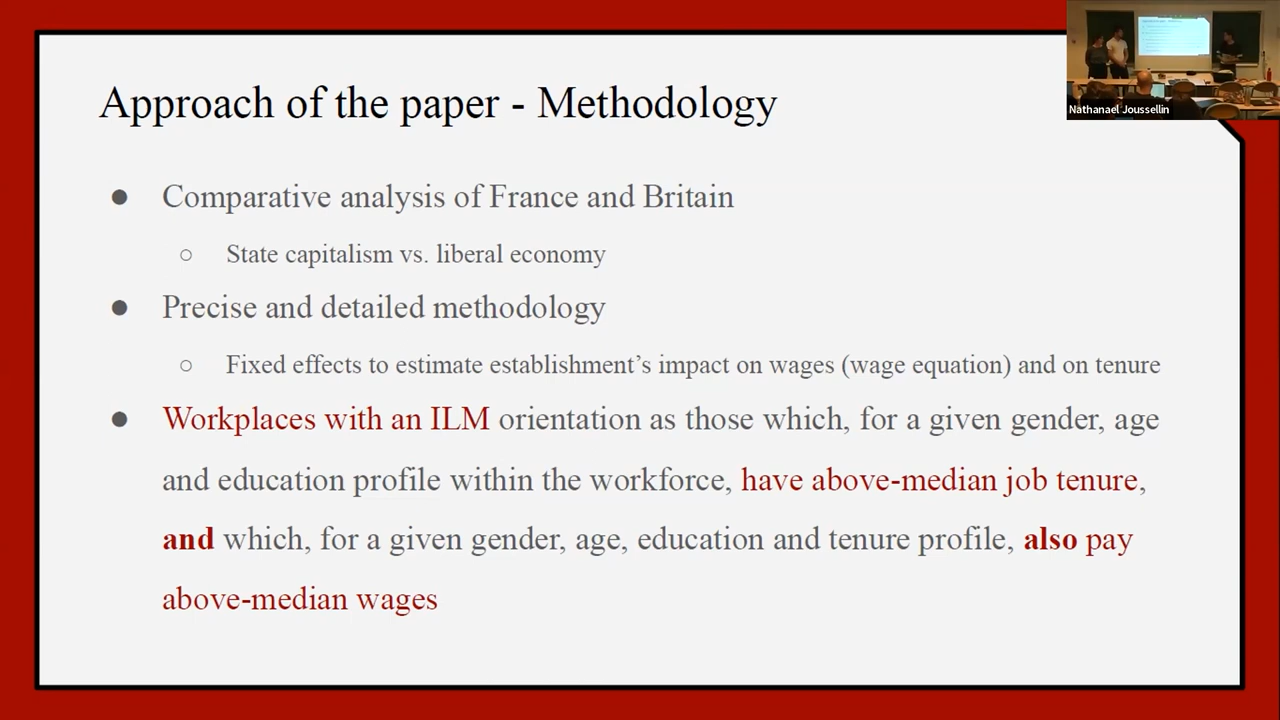 Approach of the paper - Methodology
Nathanael Joussellin
● Comparative analysis of France and Britain
○ State capitalism vs. liberal economy
● Precise and detailed methodology
○ Fixed effects to estimate establishment’s impact on wages (wage equation) and on tenure
● Workplaces with an ILM orientation as those which, for a given gender, age
and education profile within the workforce, have above-median job tenure,
and which, for a given gender, age, education and tenure profile, also pay
above-median wages